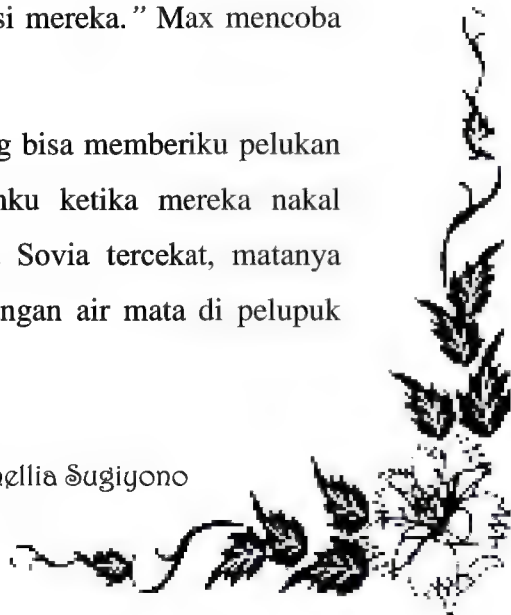 si mereka." Max mencoba
g bisa memberiku pelukan
nku ketika mereka nakal
Sovia tercekat, matanya
ngan air mata di pelupuk
ellia Sugiyono